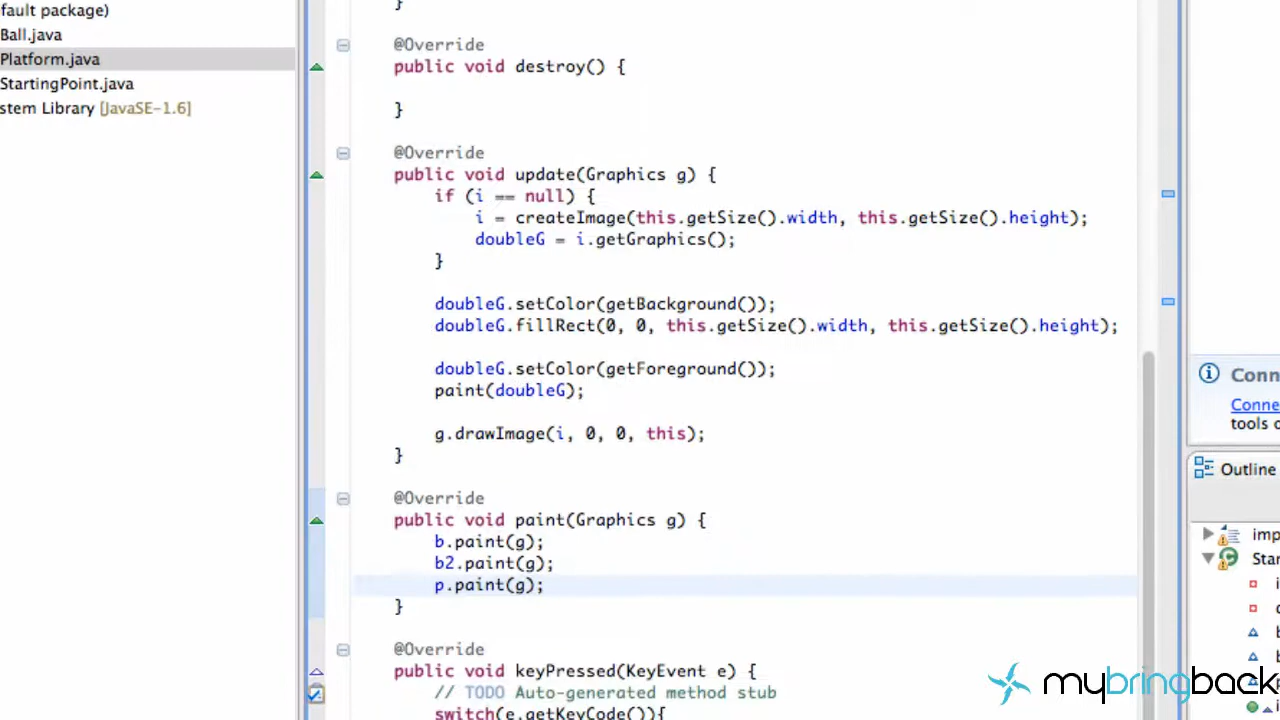 fault package)
Ball.java
Platform.java
StartingPoint.java
stem Library [JavaSE-1.6]
}
@Override
public void destroy() {
}
@Override
public void update(Graphics g) {
if (i == null) {
i = createImage(this.getSize().width, this.getSize().height);
doubleG = i.getGraphics();
}
doubleG.setColor(getBackground());
doubleG.fillRect(0, 0, this.getSize().width, this.getSize().height);
doubleG.setColor(getForeground());
paint(doubleG);
g.drawImage(i, 0, 0, this);
}
@Override
public void paint(Graphics g) {
b.paint(g);
b2.paint(g);
p.paint(g);
}
@Override
public void keyPressed(KeyEvent e) {
// TODO Auto-generated method stub
switch(e.getKeyCode()){
Conn
Conne
tools o
Outline
imp
Star
mybringback